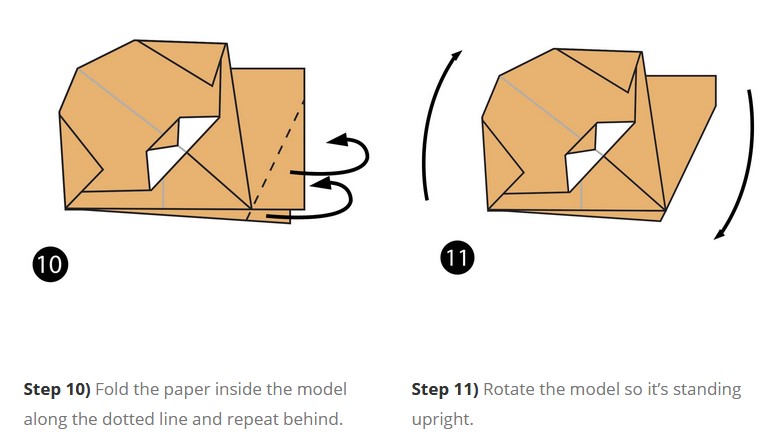 10
11
Step 10) Fold the paper inside the model
along the dotted line and repeat behind.
Step 11) Rotate the model so it’s standing
upright.